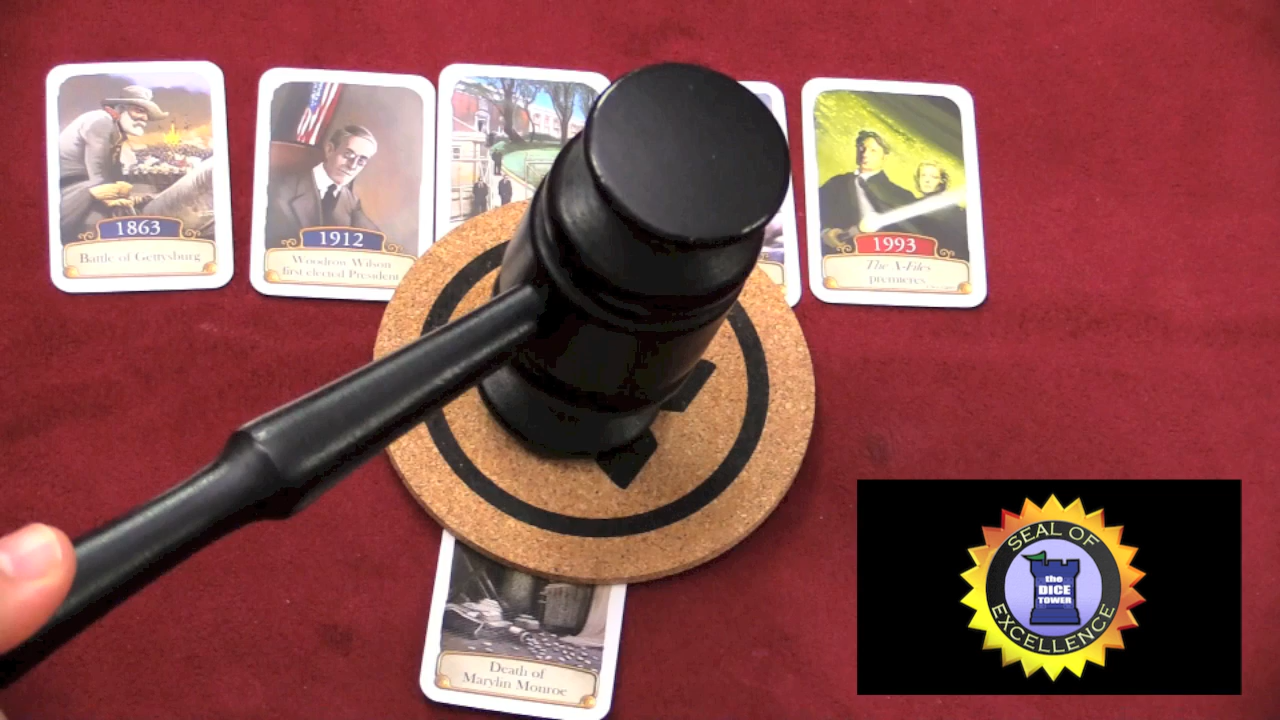 1863
Battle of Gettysburg
1912
Woodrow Wilson
first elected President
1993
The X-Files
premieres
Death of
Marylin Monroe
SEAL OF
the
DICE
TOWER
EXCELLENCE